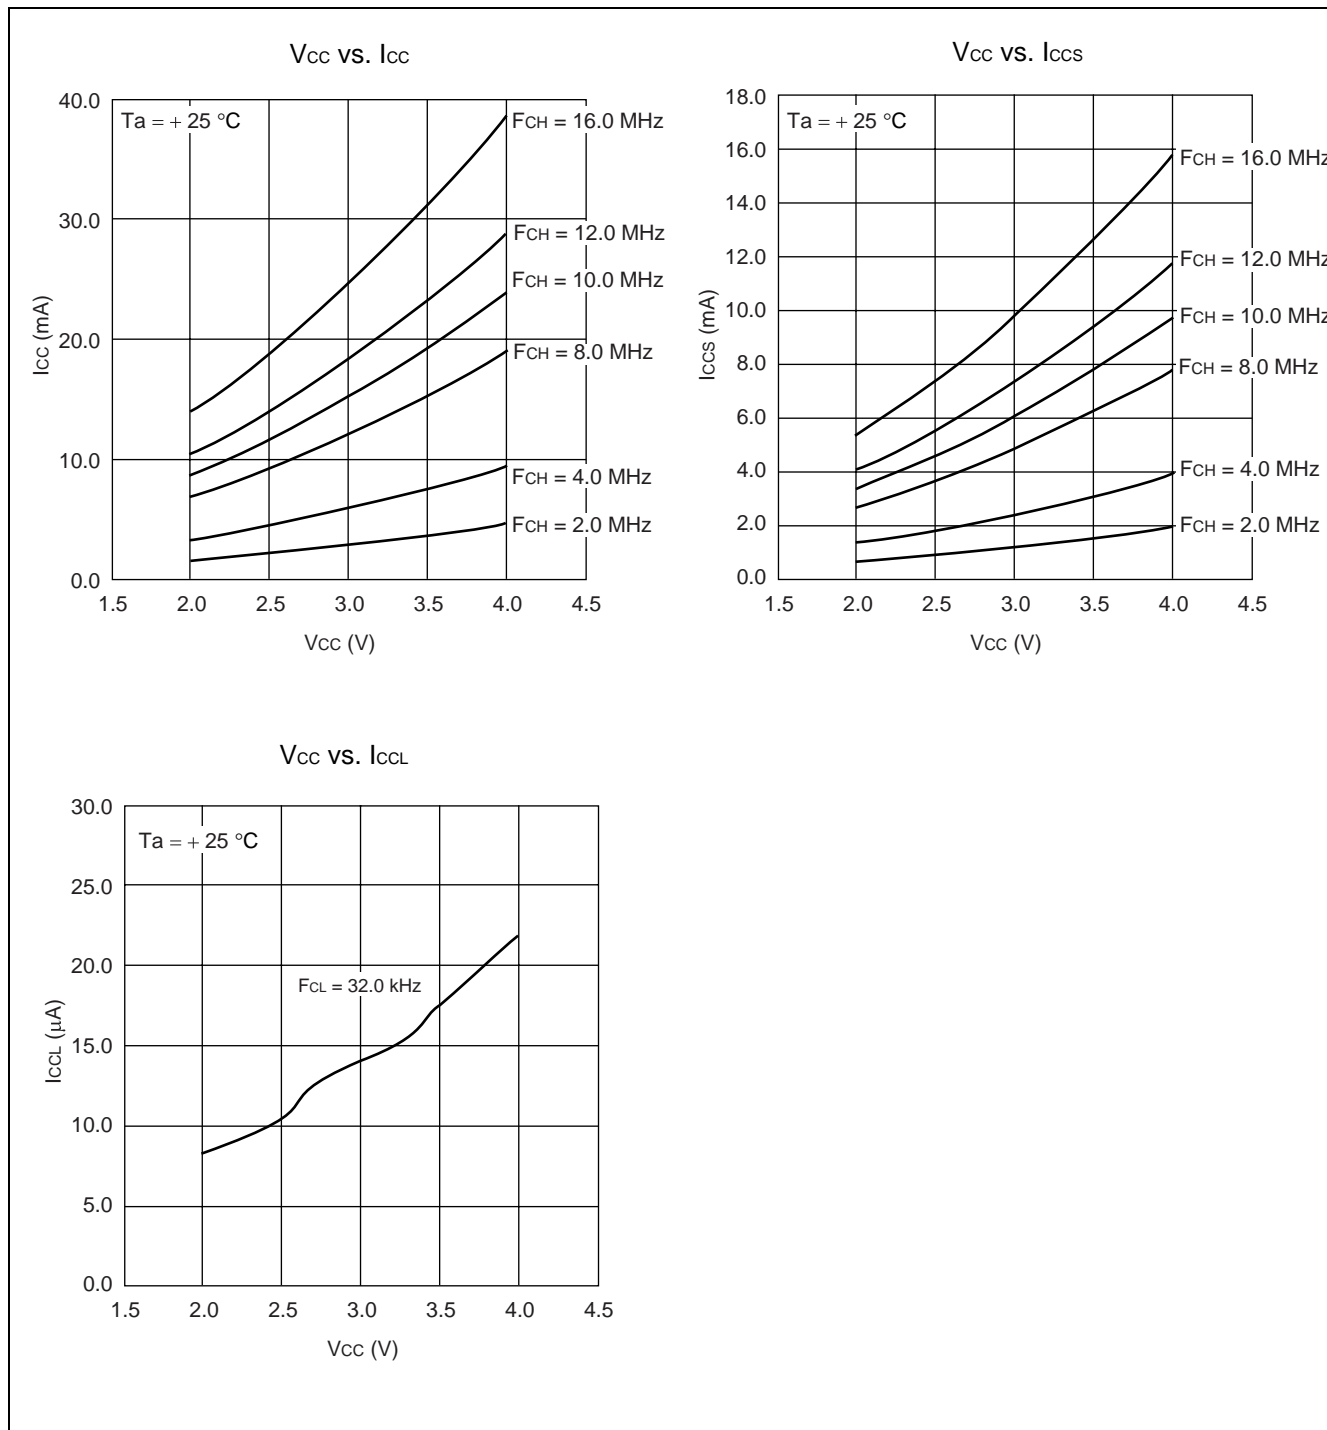 VCC vs. ICC
40.0
30.0
20.0
10.0
0.0
ICC (mA)
Ta = + 25 °C
FCH = 16.0 MHz
FCH = 12.0 MHz
FCH = 10.0 MHz
FCH = 8.0 MHz
FCH = 4.0 MHz
FCH = 2.0 MHz
1.5 2.0 2.5 3.0 3.5 4.0 4.5
VCC (V)
VCC vs. ICCS
18.0
16.0
14.0
12.0
10.0
8.0
6.0
4.0
2.0
0.0
ICCS (mA)
Ta = + 25 °C
FCH = 16.0 MHz
FCH = 12.0 MHz
FCH = 10.0 MHz
FCH = 8.0 MHz
FCH = 4.0 MHz
FCH = 2.0 MHz
1.5 2.0 2.5 3.0 3.5 4.0 4.5
VCC (V)
VCC vs. ICCL
30.0
25.0
20.0
15.0
10.0
5.0
0.0
ICCL (μA)
Ta = + 25 °C
FCL = 32.0 kHz
1.5 2.0 2.5 3.0 3.5 4.0 4.5
VCC (V)